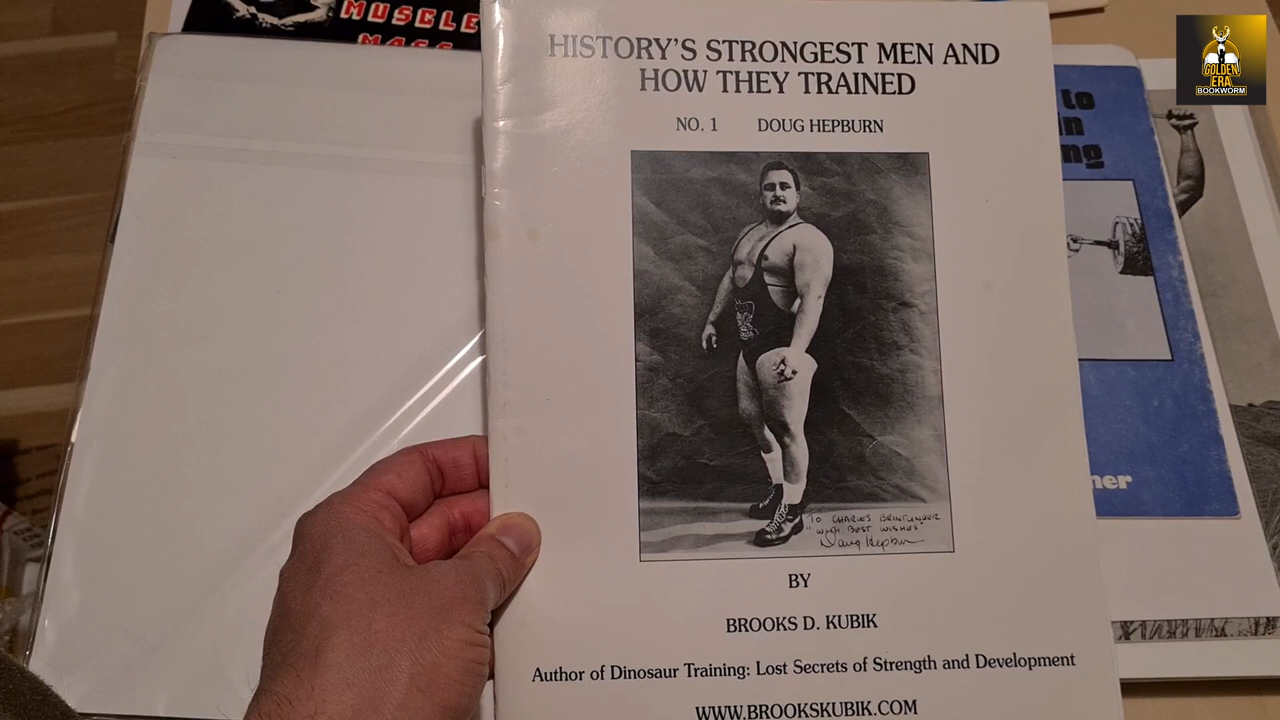 MUSCLE
MASS
HISTORY'S STRONGEST MEN AND
HOW THEY TRAINED
NO. 1 DOUG HEPBURN
TO CHARLES
"WITH BEST WISHES"
Doug Hepburn
BY
BROOKS D. KUBIK
Author of Dinosaur Training: Lost Secrets of Strength and Development
WWW.BROOKSKUBIK.COM
to
GOLDEN
ERA
BOOKWORM